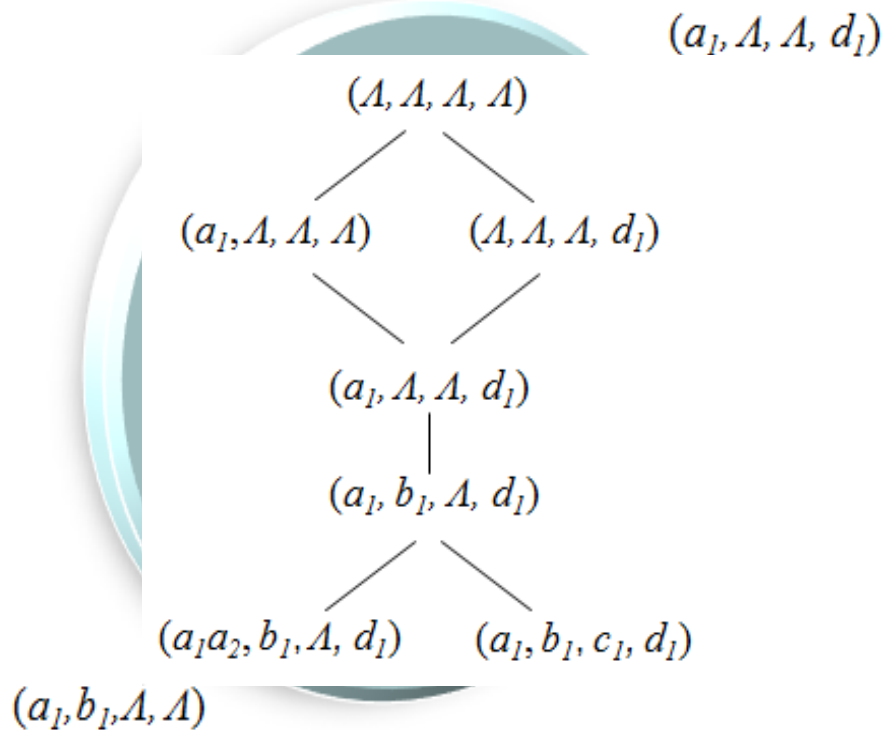 (a₁, Λ, Λ, d₁)
(Λ, Λ, Λ, Λ)
(a₁, Λ, Λ, Λ) (Λ, Λ, Λ, d₁)
(a₁, Λ, Λ, d₁)
(a₁, b₁, Λ, d₁)
(a₁a₂, b₁, Λ, d₁) (a₁, b₁, c₁, d₁)
(a₁,b₁,Λ, Λ)